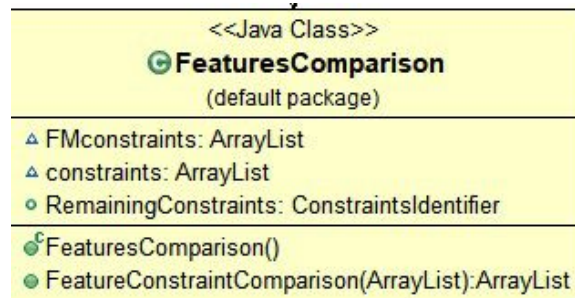 <<Java Class>>
FeaturesComparison
(default package)
FMconstraints: ArrayList
constraints: ArrayList
RemainingConstraints: ConstraintsIdentifier
FeaturesComparison()
FeatureConstraintComparison(ArrayList):ArrayList